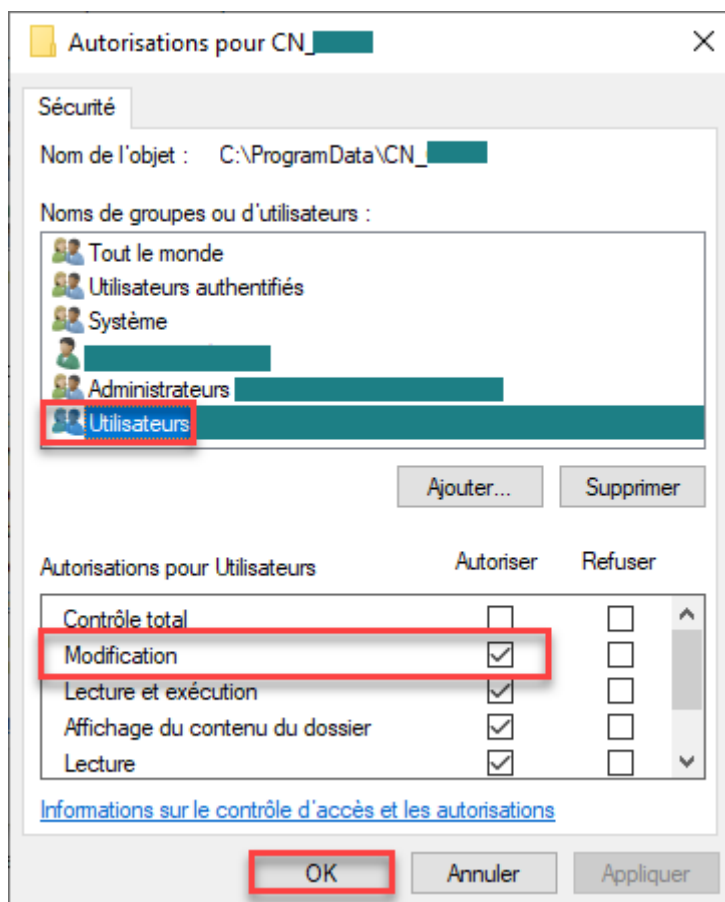 Autorisations pour CN_
Sécurité
Nom de l'objet : C:\ProgramData\CN_
Noms de groupes ou d'utilisateurs :
Tout le monde
Utilisateurs authentifiés
Système
Administrateurs
Utilisateurs
Ajouter... Supprimer
Autorisations pour Utilisateurs Autoriser Refuser
Contrôle total
Modification
Lecture et exécution
Affichage du contenu du dossier
Lecture
Informations sur le contrôle d'accès et les autorisations
OK Annuler Appliquer